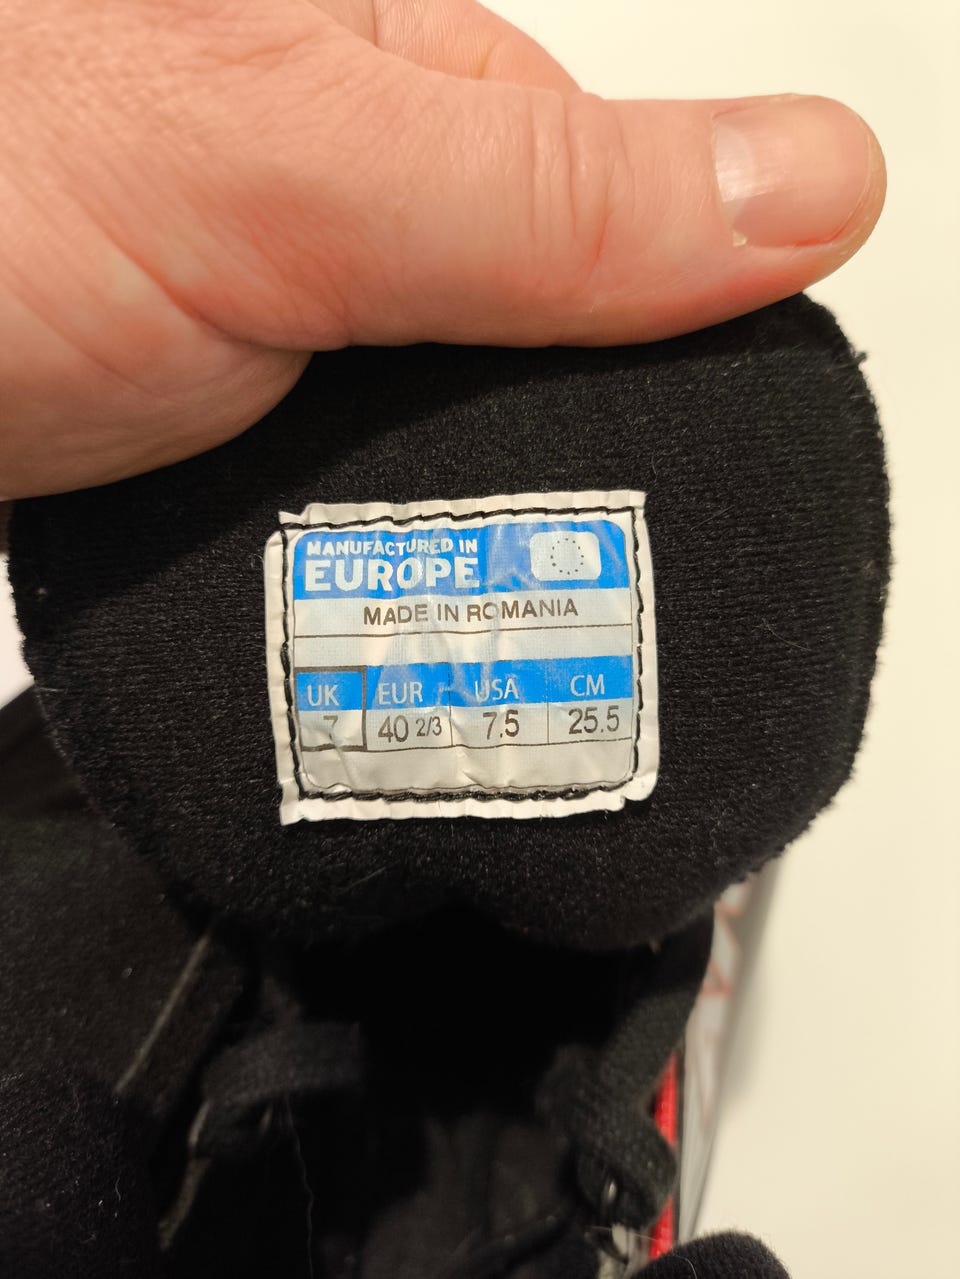 MANUFACTURED IN
EUROPE
MADE IN ROMANIA
UK EUR USA CM
7 40 2/3 7.5 25.5